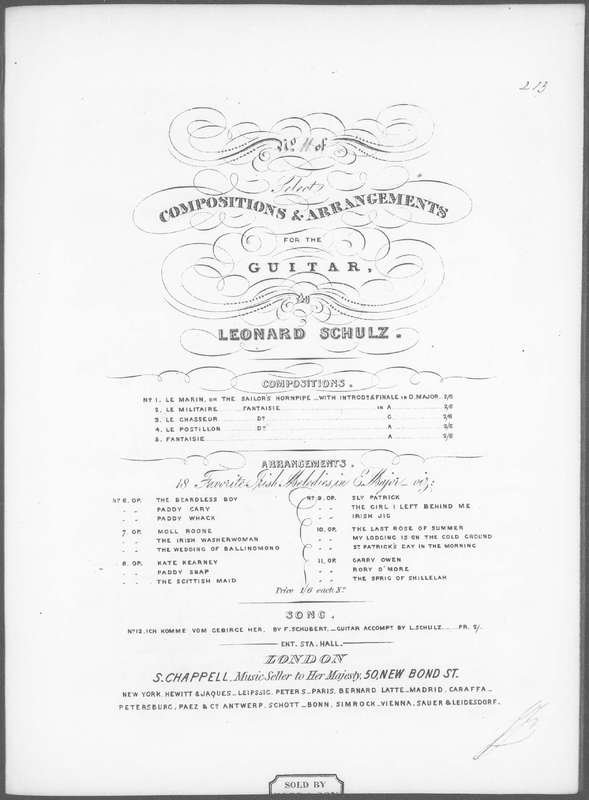 213
No. 11 of
Select
COMPOSITIONS & ARRANGEMENTS
FOR THE
GUITAR,
By
LEONARD SCHULZ.
COMPOSITIONS.
No 1. LE MARIN, OR THE SAILOR'S HORNPIPE _ WITH INTRODN & FINALE IN D. MAJOR 2/6
2. LE MILITAIRE FANTAISIE IN A 2/6
3. LE CHASSEUR Do C 2/6
4. LE POSTILLON Do A 2/6
5. FANTAISIE A 2/6
ARRANGEMENTS.
18 Favorite Irish Melodies, in E Major _ viz:
No 6. OP. THE BEARDLESS BOY
" " PADDY CARY
" " PADDY WHACK
7. OP. MOLL ROONE
" " THE IRISH WASHERWOMAN
" " THE WEDDING OF BALLINOMONO
8. OP. KATE KEARNEY
" " PADDY SNAP
" " THE SCITTISH MAID
No 9. OP. SLY PATRICK
" " THE GIRL I LEFT BEHIND ME
" " IRISH JIG
10. OP. THE LAST ROSE OF SUMMER
" " MY LODGING IS ON THE COLD GROUND
" " ST PATRICK'S DAY IN THE MORNING
11. OP. GARRY OWEN
" " RORY O'MORE
" " THE SPRIG OF SHILLELAH
Price 1/6 each No
SONG.
No 12. ICH KOMME VOM GEBIRGE HER, BY F. SCHUBERT, _ GUITAR ACCOMPT BY L. SCHULZ PR. 2/.
ENT. STA. HALL.
LONDON
S. CHAPPELL, Music Seller to Her Majesty, 50, NEW BOND ST.
NEW YORK, HEWITT & JAQUES _ LEIPSSIC, PETERS _ PARIS, BERNARD LATTE _ MADRID, CARAFFA _
PETERSBURG, PAEZ & Co ANTWERP, SCHOTT _ BONN, SIMROCK _ VIENNA, SAUER & LEIDESDORF.
SOLD BY